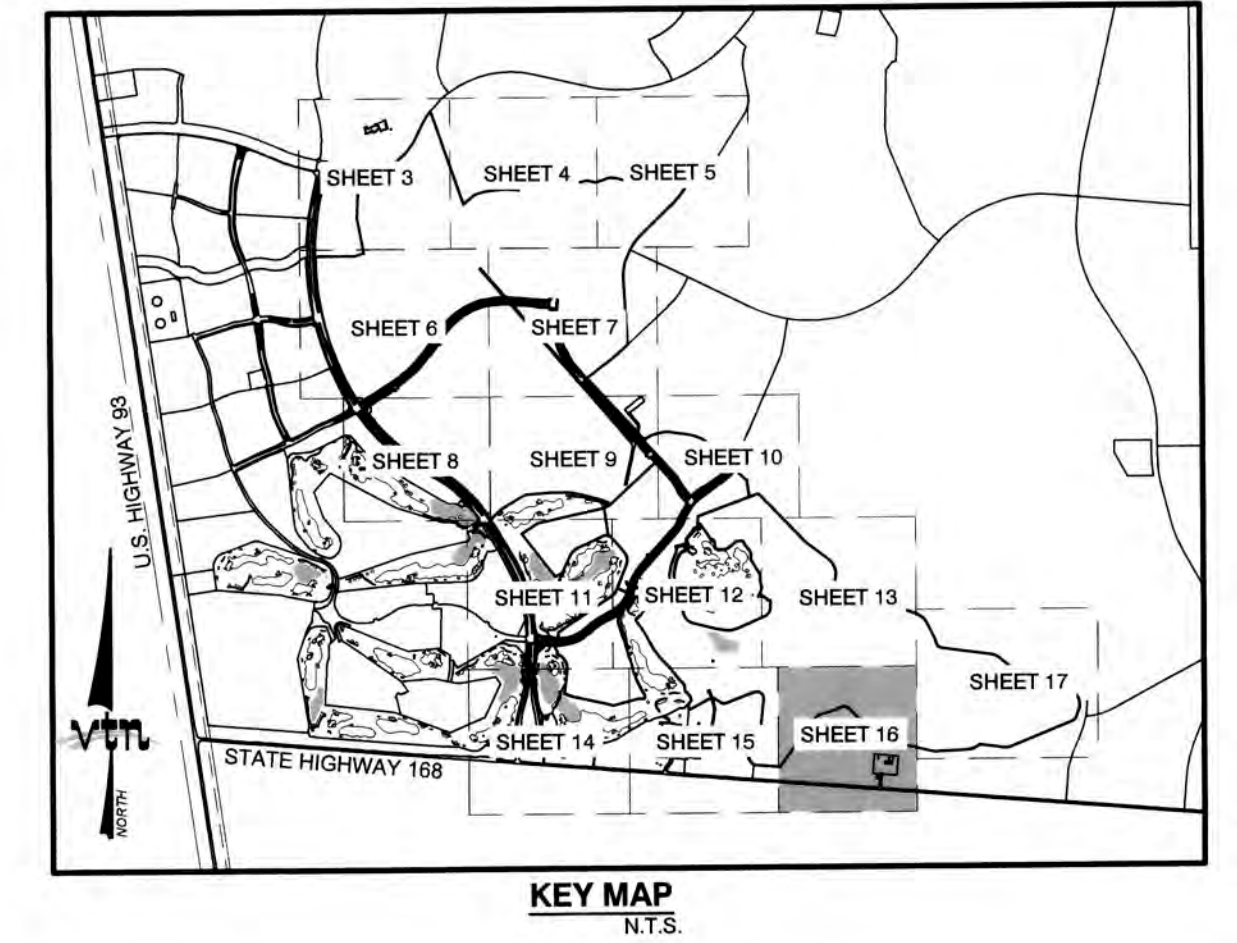 SHEET 3
SHEET 4
SHEET 5
SHEET 6
SHEET 7
SHEET 8
SHEET 9
SHEET 10
U.S. HIGHWAY 93
SHEET 11
SHEET 12
SHEET 13
SHEET 17
SHEET 14
SHEET 15
SHEET 16
STATE HIGHWAY 168
vtn
NORTH
KEY MAP
N.T.S.